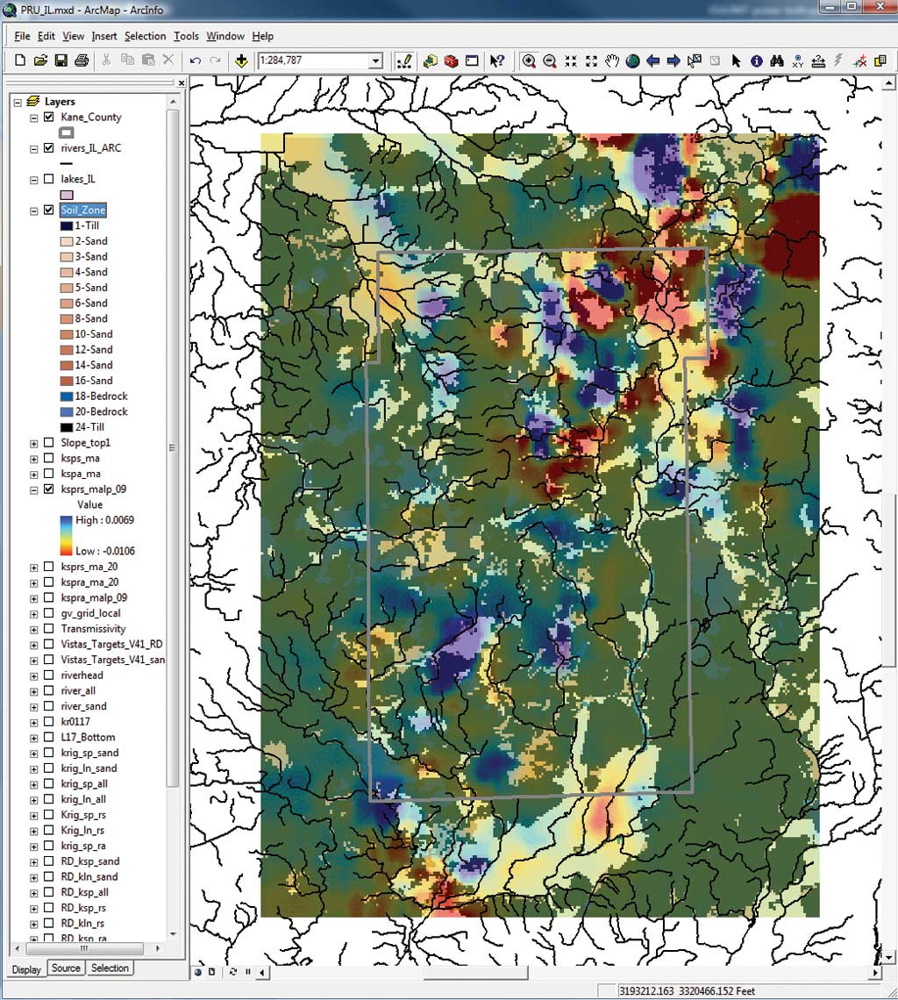 PRU_IL.mxd - ArcMap - ArcInfo
File Edit View Insert Selection Tools Window Help
1:284,787
Layers
Kane_County
rivers_IL_ARC
lakes_IL
Soil_Zone
1-Till
2-Sand
3-Sand
4-Sand
5-Sand
6-Sand
8-Sand
10-Sand
12-Sand
14-Sand
16-Sand
18-Bedrock
20-Bedrock
24-Till
Slope_top1
ksps_ma
kspa_ma
ksprs_malp_09
Value
High : 0.0069
Low : -0.0106
ksprs_ma_20
kspra_ma_20
kspra_malp_09
gv_grid_local
Transmissivity
Vistas_Targets_V41_RD
Vistas_Targets_V41_san
riverhead
river_all
river_sand
kr0117
L17_Bottom
krig_sp_sand
krig_ln_sand
krig_sp_all
krig_ln_all
Krig_sp_rs
Krig_ln_rs
krig_sp_ra
RD_ksp_sand
RD_kln_sand
RD_ksp_all
RD_ksp_rs
RD_kln_rs
RD_ksp_ra
Display Source Selection
3193212.163 3320466.152 Feet